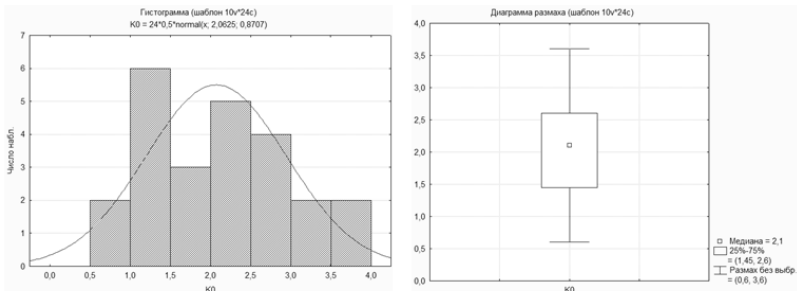 Гистограмма (шаблон 10v*24c)
K0 = 24*0,5*normal(x; 2,0625; 0,8707)
Число набл.
7
6
5
4
3
2
1
0
0,0 0,5 1,0 1,5 2,0 2,5 3,0 3,5 4,0
K0
Диаграмма размаха (шаблон 10v*24c)
4,0
3,5
3,0
2,5
2,0
1,5
1,0
0,5
0,0
K0
Медиана = 2,1
25%-75%
= (1,45, 2,6)
Размах без выбр.
= (0,6, 3,6)